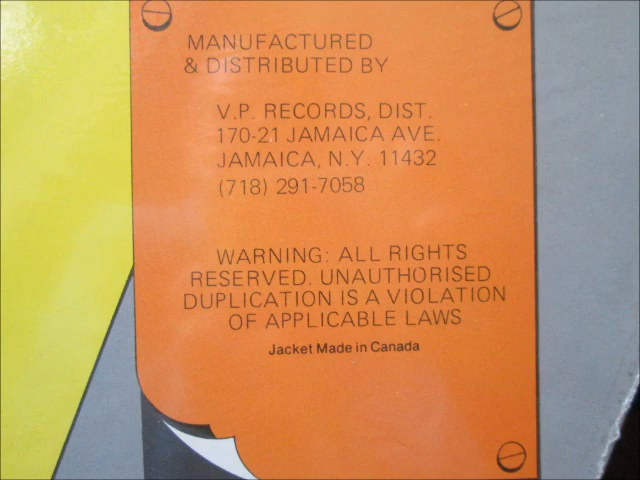 MANUFACTURED
& DISTRIBUTED BY
V.P. RECORDS, DIST.
170-21 JAMAICA AVE.
JAMAICA, N.Y. 11432
(718) 291-7058
WARNING: ALL RIGHTS
RESERVED. UNAUTHORISED
DUPLICATION IS A VIOLATION
OF APPLICABLE LAWS
Jacket Made in Canada